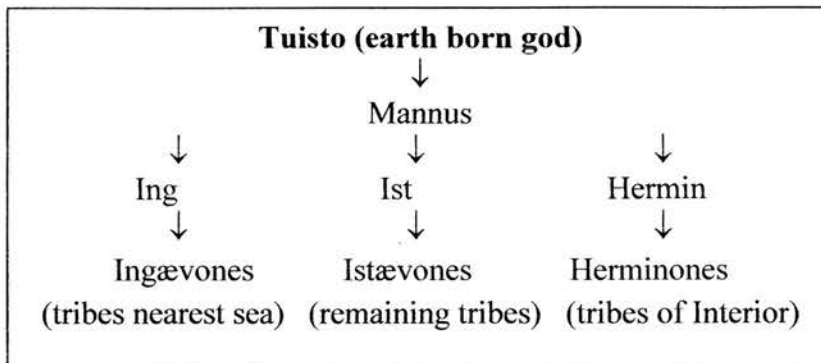 Tuisto (earth born god)
↓
Mannus
↓ ↓ ↓
Ing Ist Hermin
↓ ↓ ↓
Ingævones Istævones Herminones
(tribes nearest sea) (remaining tribes) (tribes of Interior)